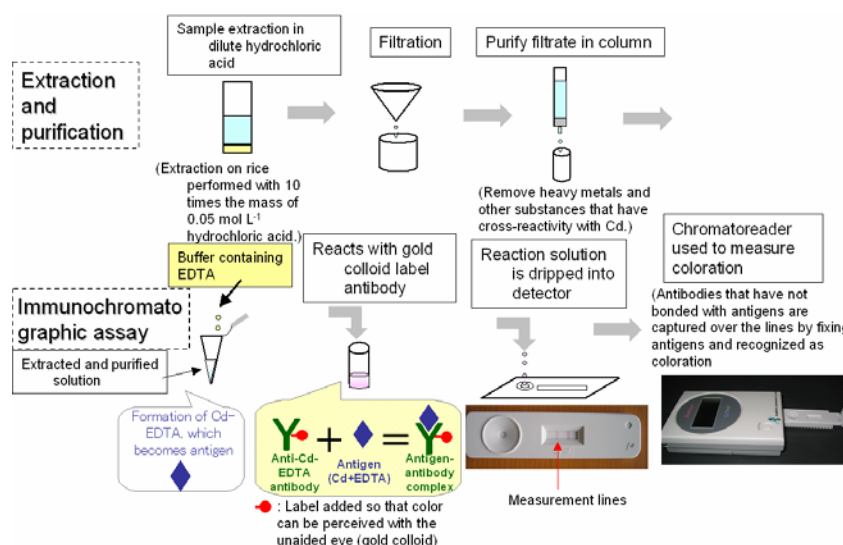 Sample extraction in
dilute hydrochloric
acid
Filtration
Purify filtrate in column
Extraction
and
purification
(Extraction on rice
performed with 10
times the mass of
0.05 mol L-1
hydrochloric acid.)
(Remove heavy metals and
other substances that have
cross-reactivity with Cd.)
Buffer containing
EDTA
Reacts with gold
colloid label
antibody
Reaction solution
is dripped into
detector
Chromatoreader
used to measure
coloration
Immunochromato
graphic assay
(Antibodies that have not
bonded with antigens are
captured over the lines by fixing
antigens and recognized as
coloration
Extracted and purified
solution
Formation of Cd-
EDTA, which
becomes antigen
Anti-Cd-
EDTA
antibody
+
Antigen
(Cd+EDTA)
=
Antigen-
antibody
complex
: Label added so that color
can be perceived with the
unaided eye (gold colloid)
Measurement lines